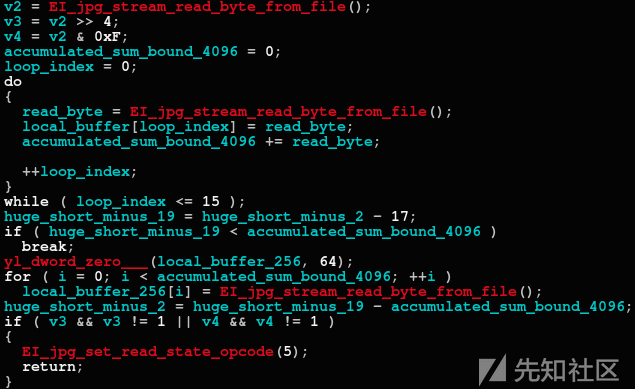 v2 = EI_jpg_stream_read_byte_from_file();
v3 = v2 >> 4;
v4 = v2 & 0xF;
accumulated_sum_bound_4096 = 0;
loop_index = 0;
do
{
  read_byte = EI_jpg_stream_read_byte_from_file();
  local_buffer[loop_index] = read_byte;
  accumulated_sum_bound_4096 += read_byte;
  ++loop_index;
}
while ( loop_index <= 15 );
huge_short_minus_19 = huge_short_minus_2 - 17;
if ( huge_short_minus_19 < accumulated_sum_bound_4096 )
  break;
yl_dword_zero___(local_buffer_256, 64);
for ( i = 0; i < accumulated_sum_bound_4096; ++i )
  local_buffer_256[i] = EI_jpg_stream_read_byte_from_file();
huge_short_minus_2 = huge_short_minus_19 - accumulated_sum_bound_4096;
if ( v3 && v3 != 1 || v4 && v4 != 1 )
{
  EI_jpg_set_read_state_opcode(5);
  return;
}
先知社区